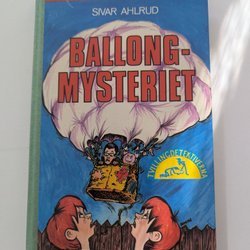 SIVAR AHLRUD
BALLONG-
MYSTERIET
TVILLINGDETEKTIVERNA